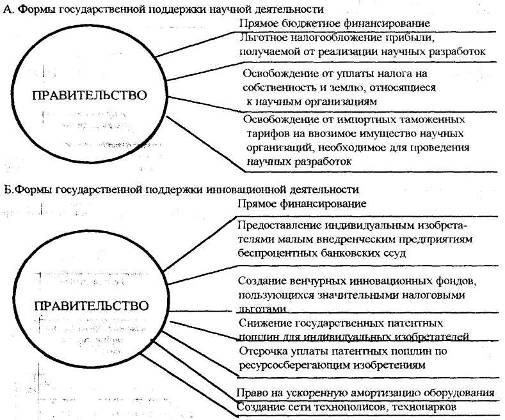 А. Формы государственной поддержки научной деятельности
Прямое бюджетное финансирование
Льготное налогообложение прибыли,
получаемой от реализации научных разработок
Освобождение от уплаты налога на
собственность и землю, относящиеся
к научным организациям
ПРАВИТЕЛЬСТВО
Освобождение от импортных таможенных
тарифов на ввозимое имущество научных
организаций, необходимое для проведения
научных разработок
Б.Формы государственной поддержки инновационной деятельности
Прямое финансирование
Предоставление индивидуальным изобрета-
телями малым внедренческим предприятиям
беспроцентных банковских ссуд
Создание венчурных инновационных фондов,
пользующихся значительными налоговыми
льготами
ПРАВИТЕЛЬСТВО
Снижение государственных патентных
пошлин для индивидуальных изобретателей
Отсрочка уплаты патентных пошлин по
ресурсосберегающим изобретениям
Право на ускоренную амортизацию оборудования
Создание сети технополисов, технопарков